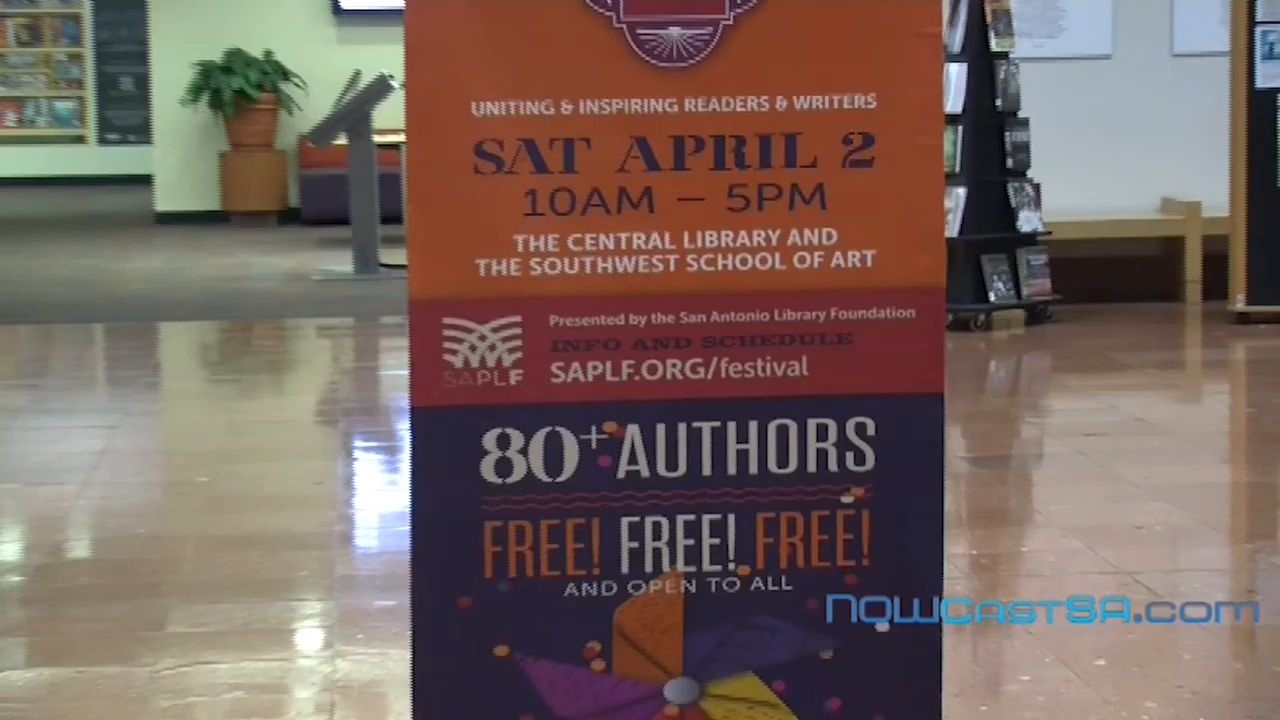 UNITING & INSPIRING READERS & WRITERS
SAT APRIL 2
10AM – 5PM
THE CENTRAL LIBRARY AND
THE SOUTHWEST SCHOOL OF ART
Presented by the San Antonio Library Foundation
INFO AND SCHEDULE
SAPLF.ORG/festival
SAPLF
80+ AUTHORS
FREE! FREE! FREE!
AND OPEN TO ALL
NOWCastSA.com